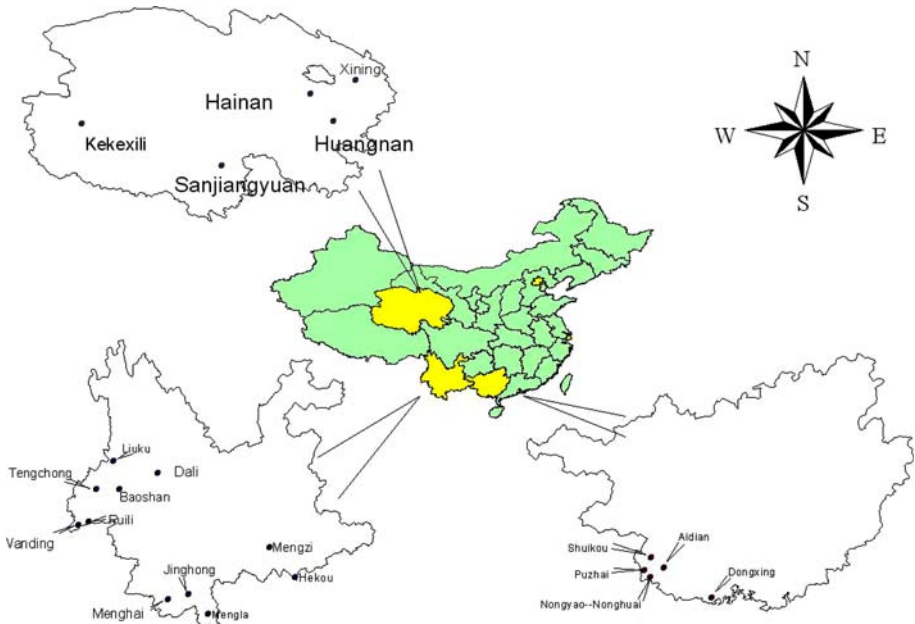 Xining
Hainan
Kekexili
Huangnan
Sanjiangyuan
N
W
E
S
Liuku
Tengchong
Dali
Baoshan
Ruili
Vanding
Mengzi
Jinghong
Hekou
Menghai
Mengla
Shuikou
Aidian
Puzhai
Dongxing
Nongyao--Nonghuai